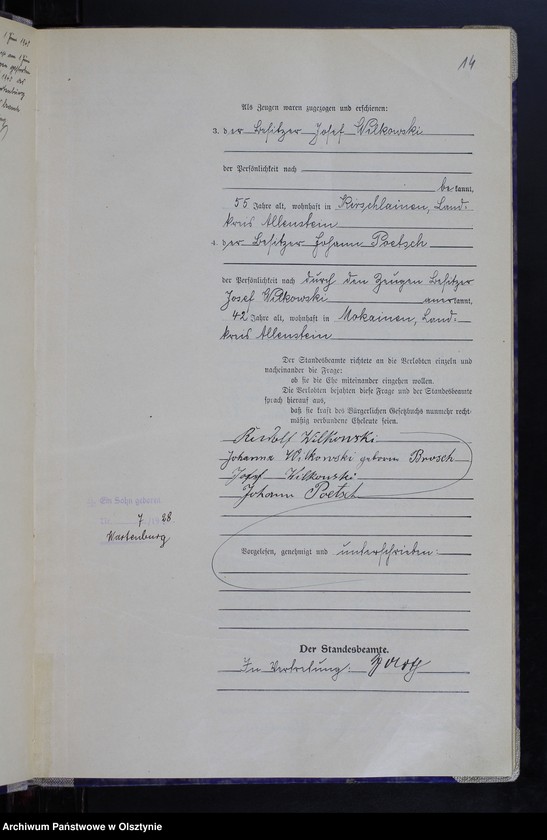 14
Als Zeugen waren zugezogen und erschienen:
3. der Besitzer Josef Wilkowski
der Persönlichkeit nach
be kannt,
55 Jahre alt, wohnhaft in Kirschlainen, Land-
kreis Allenstein
4. der Besitzer Johann Poetsch
der Persönlichkeit nach durch den Zeugen Besitzer
Josef Wilkowski anerkannt,
42 Jahre alt, wohnhaft in Mokainen, Land-
kreis Allenstein
Der Standesbeamte richtete an die Verlobten einzeln und
nacheinander die Frage:
ob sie die Ehe miteinander eingehen wollen.
Die Verlobten bejahten diese Frage und der Standesbeamte
sprach hierauf aus,
daß sie kraft des Bürgerlichen Gesetzbuchs nunmehr recht-
mäßig verbundene Eheleute seien.
Rudolf Wilkowski
Johanna Wilkowski geborne Brosch
Josef Wilkowski
Johann Poetsch
Ein Sohn geboren
7 28
Wartenburg
Vorgelesen, genehmigt und unterschrieben
Der Standesbeamte.
In Vertretung.
Archiwum Państwowe w Olsztynie